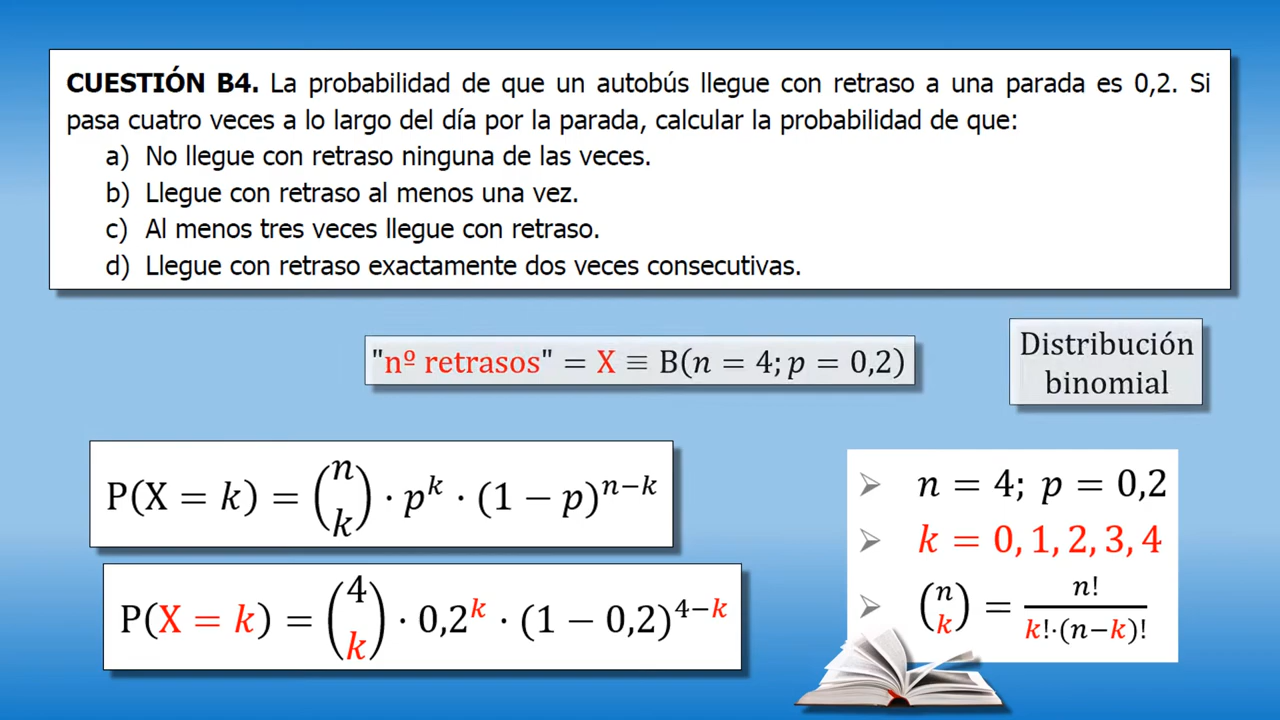 CUESTIÓN B4. La probabilidad de que un autobús llegue con retraso a una parada es 0,2. Si
pasa cuatro veces a lo largo del día por la parada, calcular la probabilidad de que:
a) No llegue con retraso ninguna de las veces.
b) Llegue con retraso al menos una vez.
c) Al menos tres veces llegue con retraso.
d) Llegue con retraso exactamente dos veces consecutivas.
"nº retrasos" = X ≡ B(n = 4; p = 0,2)
Distribución
binomial
P(X = k) = (n k) · p^k · (1 − p)^{n−k}
P(X = k) = (4 k) · 0,2^k · (1 − 0,2)^{4−k}
➢ n = 4; p = 0,2
➢ k = 0, 1, 2, 3, 4
➢ (n k) = n! / k!·(n−k)!